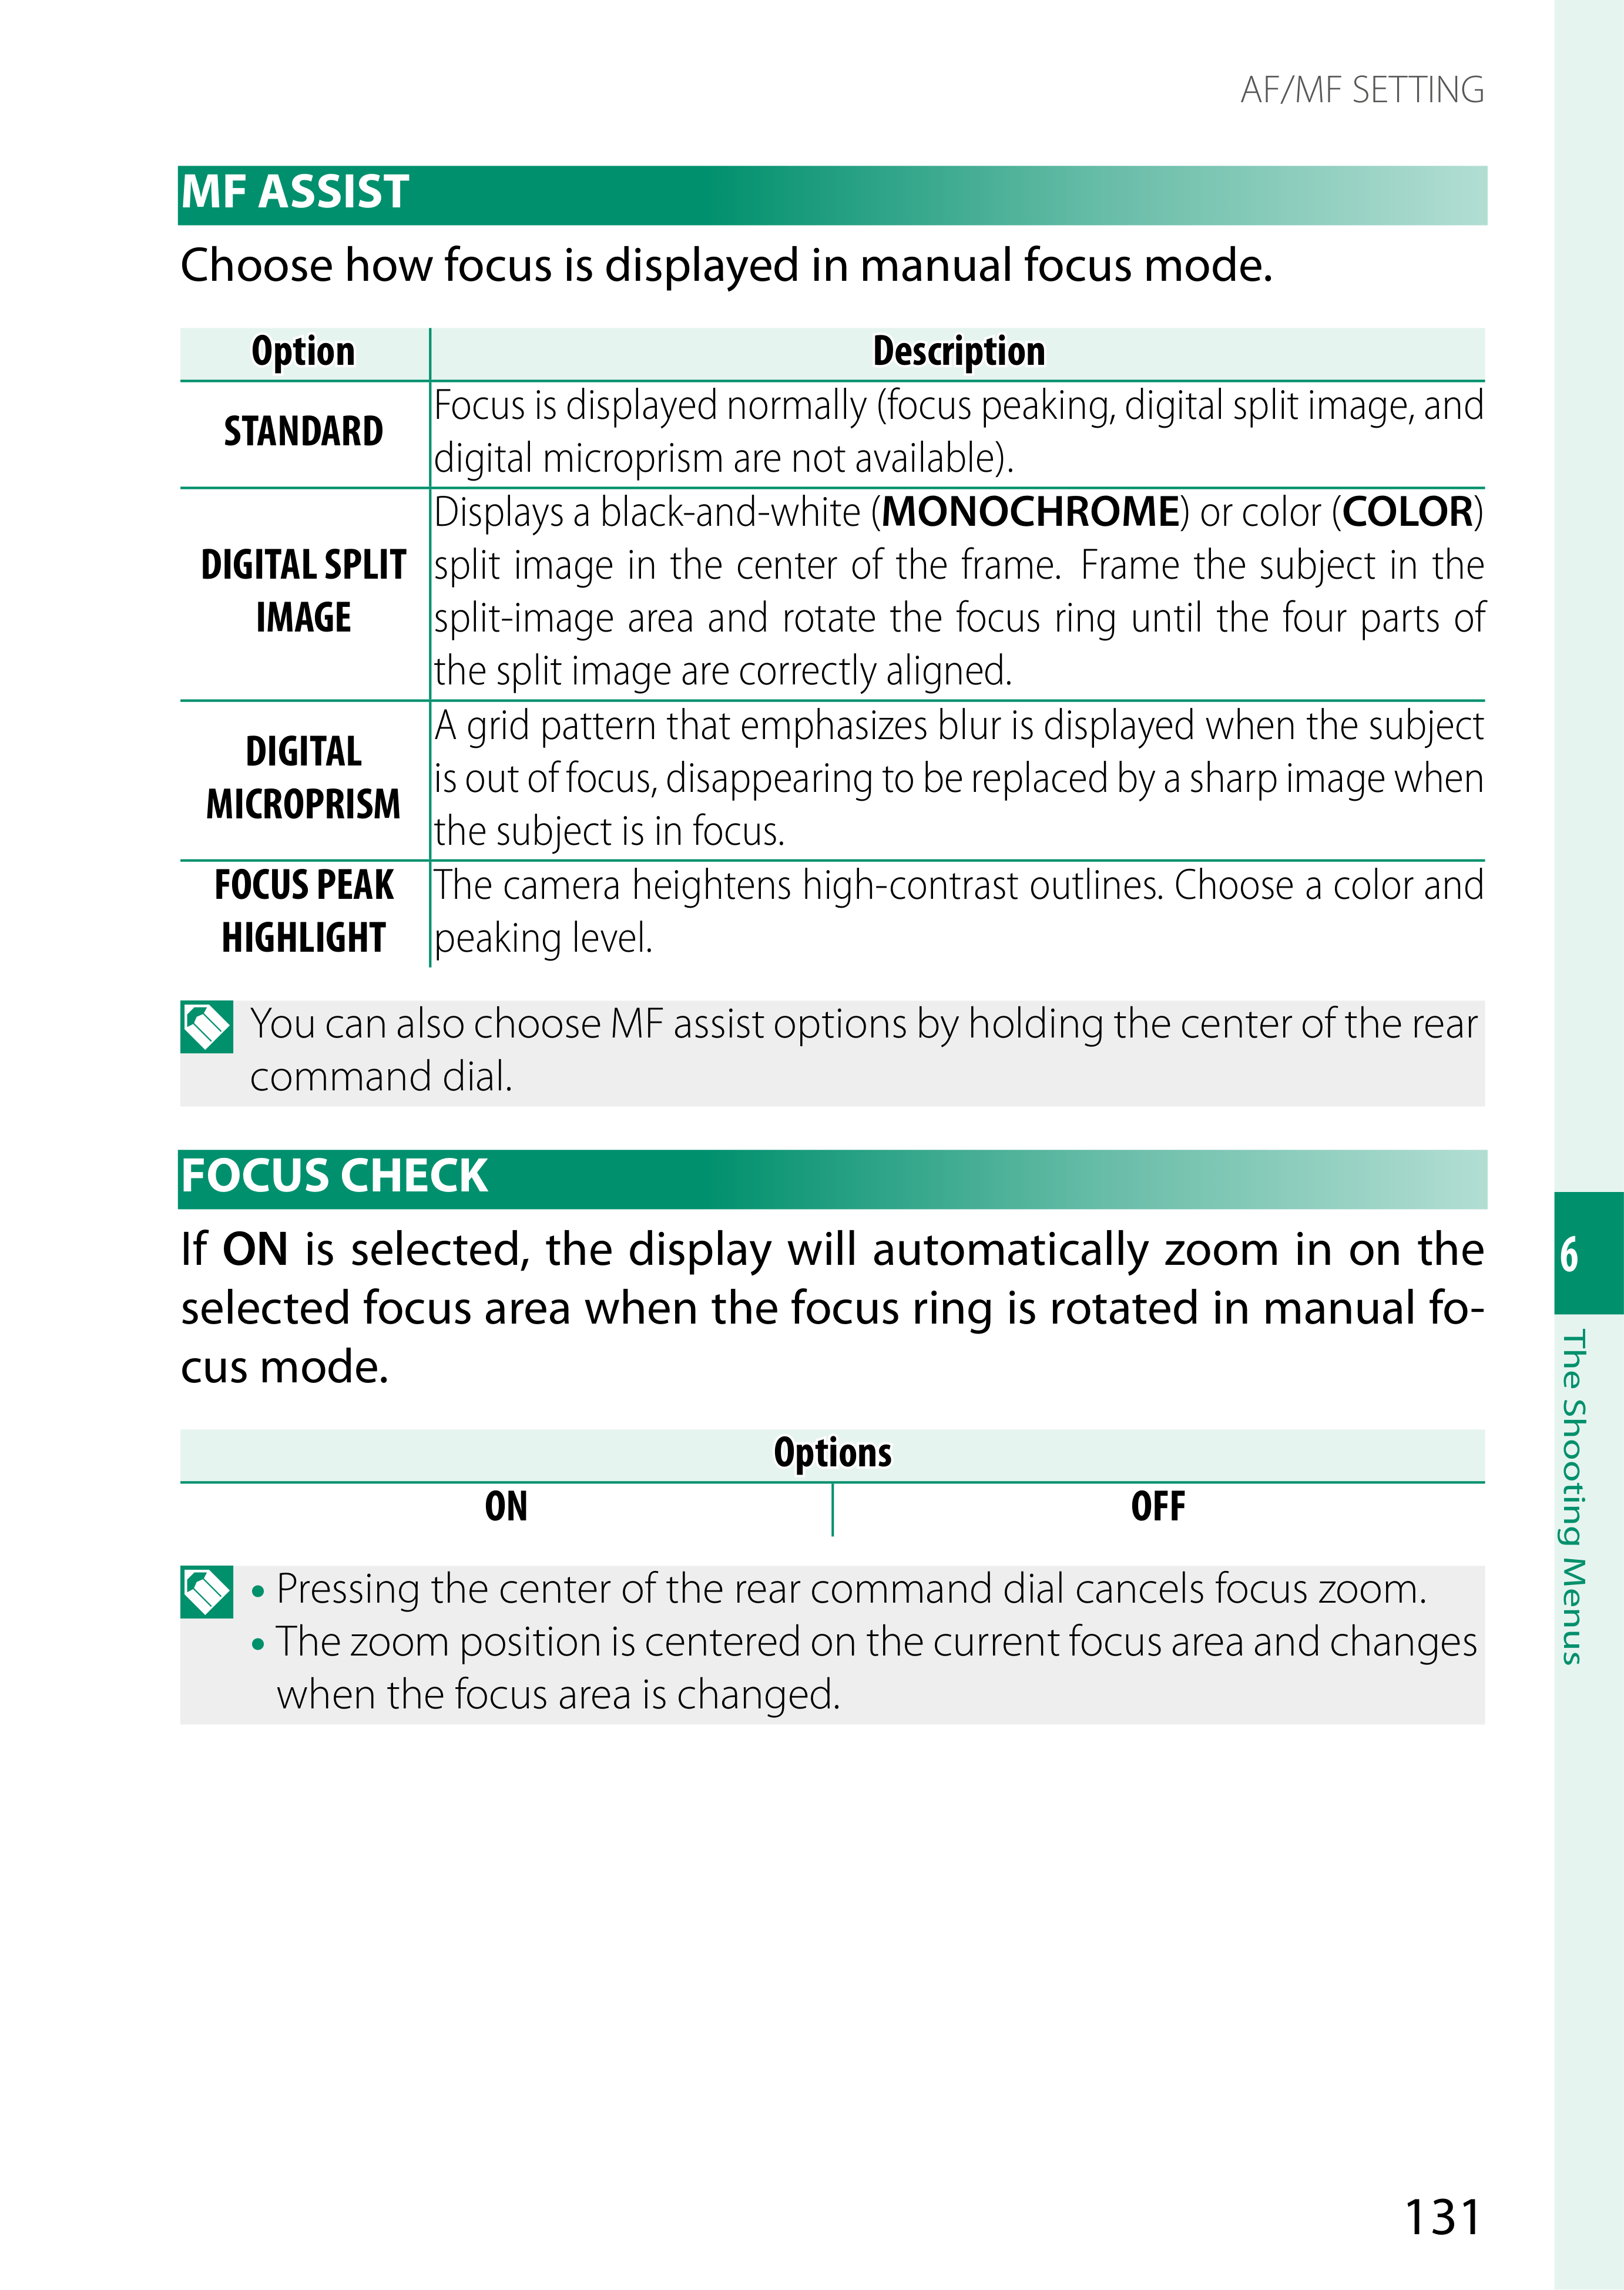 AF/MF SETTING
MF ASSIST
Choose how focus is displayed in manual focus mode.
Option Description
STANDARD
Focus is displayed normally (focus peaking, digital split image, and
digital microprism are not available).
DIGITAL SPLIT
IMAGE
Displays a black-and-white (MONOCHROME) or color (COLOR)
split image in the center of the frame. Frame the subject in the
split-image area and rotate the focus ring until the four parts of
the split image are correctly aligned.
DIGITAL
MICROPRISM
A grid pattern that emphasizes blur is displayed when the subject
is out of focus, disappearing to be replaced by a sharp image when
the subject is in focus.
FOCUS PEAK
HIGHLIGHT
The camera heightens high-contrast outlines. Choose a color and
peaking level.
You can also choose MF assist options by holding the center of the rear
command dial.
FOCUS CHECK
If ON is selected, the display will automatically zoom in on the
selected focus area when the focus ring is rotated in manual fo-
cus mode.
Options
ON OFF
• Pressing the center of the rear command dial cancels focus zoom.
• The zoom position is centered on the current focus area and changes
when the focus area is changed.
6
The Shooting Menus
131